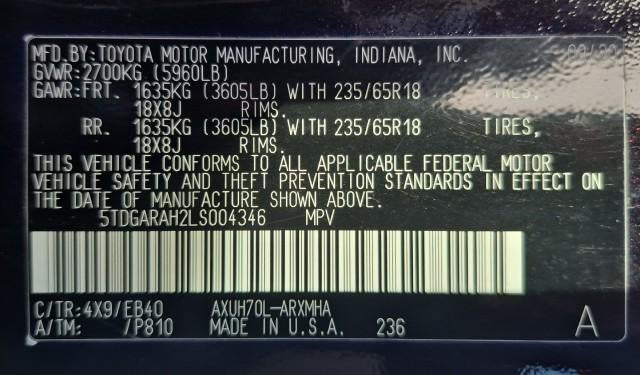 MFD.BY:TOYOTA MOTOR MANUFACTURING, INDIANA, INC.
GVWR:2700KG (5960LB)
GAWR:FRT. 1635KG (3605LB) WITH 235/65R18 TIRES,
18X8J RIMS.
RR. 1635KG (3605LB) WITH 235/65R18 TIRES,
18X8J RIMS.
THIS VEHICLE CONFORMS TO ALL APPLICABLE FEDERAL MOTOR
VEHICLE SAFETY AND THEFT PREVENTION STANDARDS IN EFFECT ON
THE DATE OF MANUFACTURE SHOWN ABOVE.
5TDGARAH2LS004346 MPV
C/TR:4X9/EB40 AXUH70L-ARXMHA
A/TM: /P810 MADE IN U.S.A. 236 A